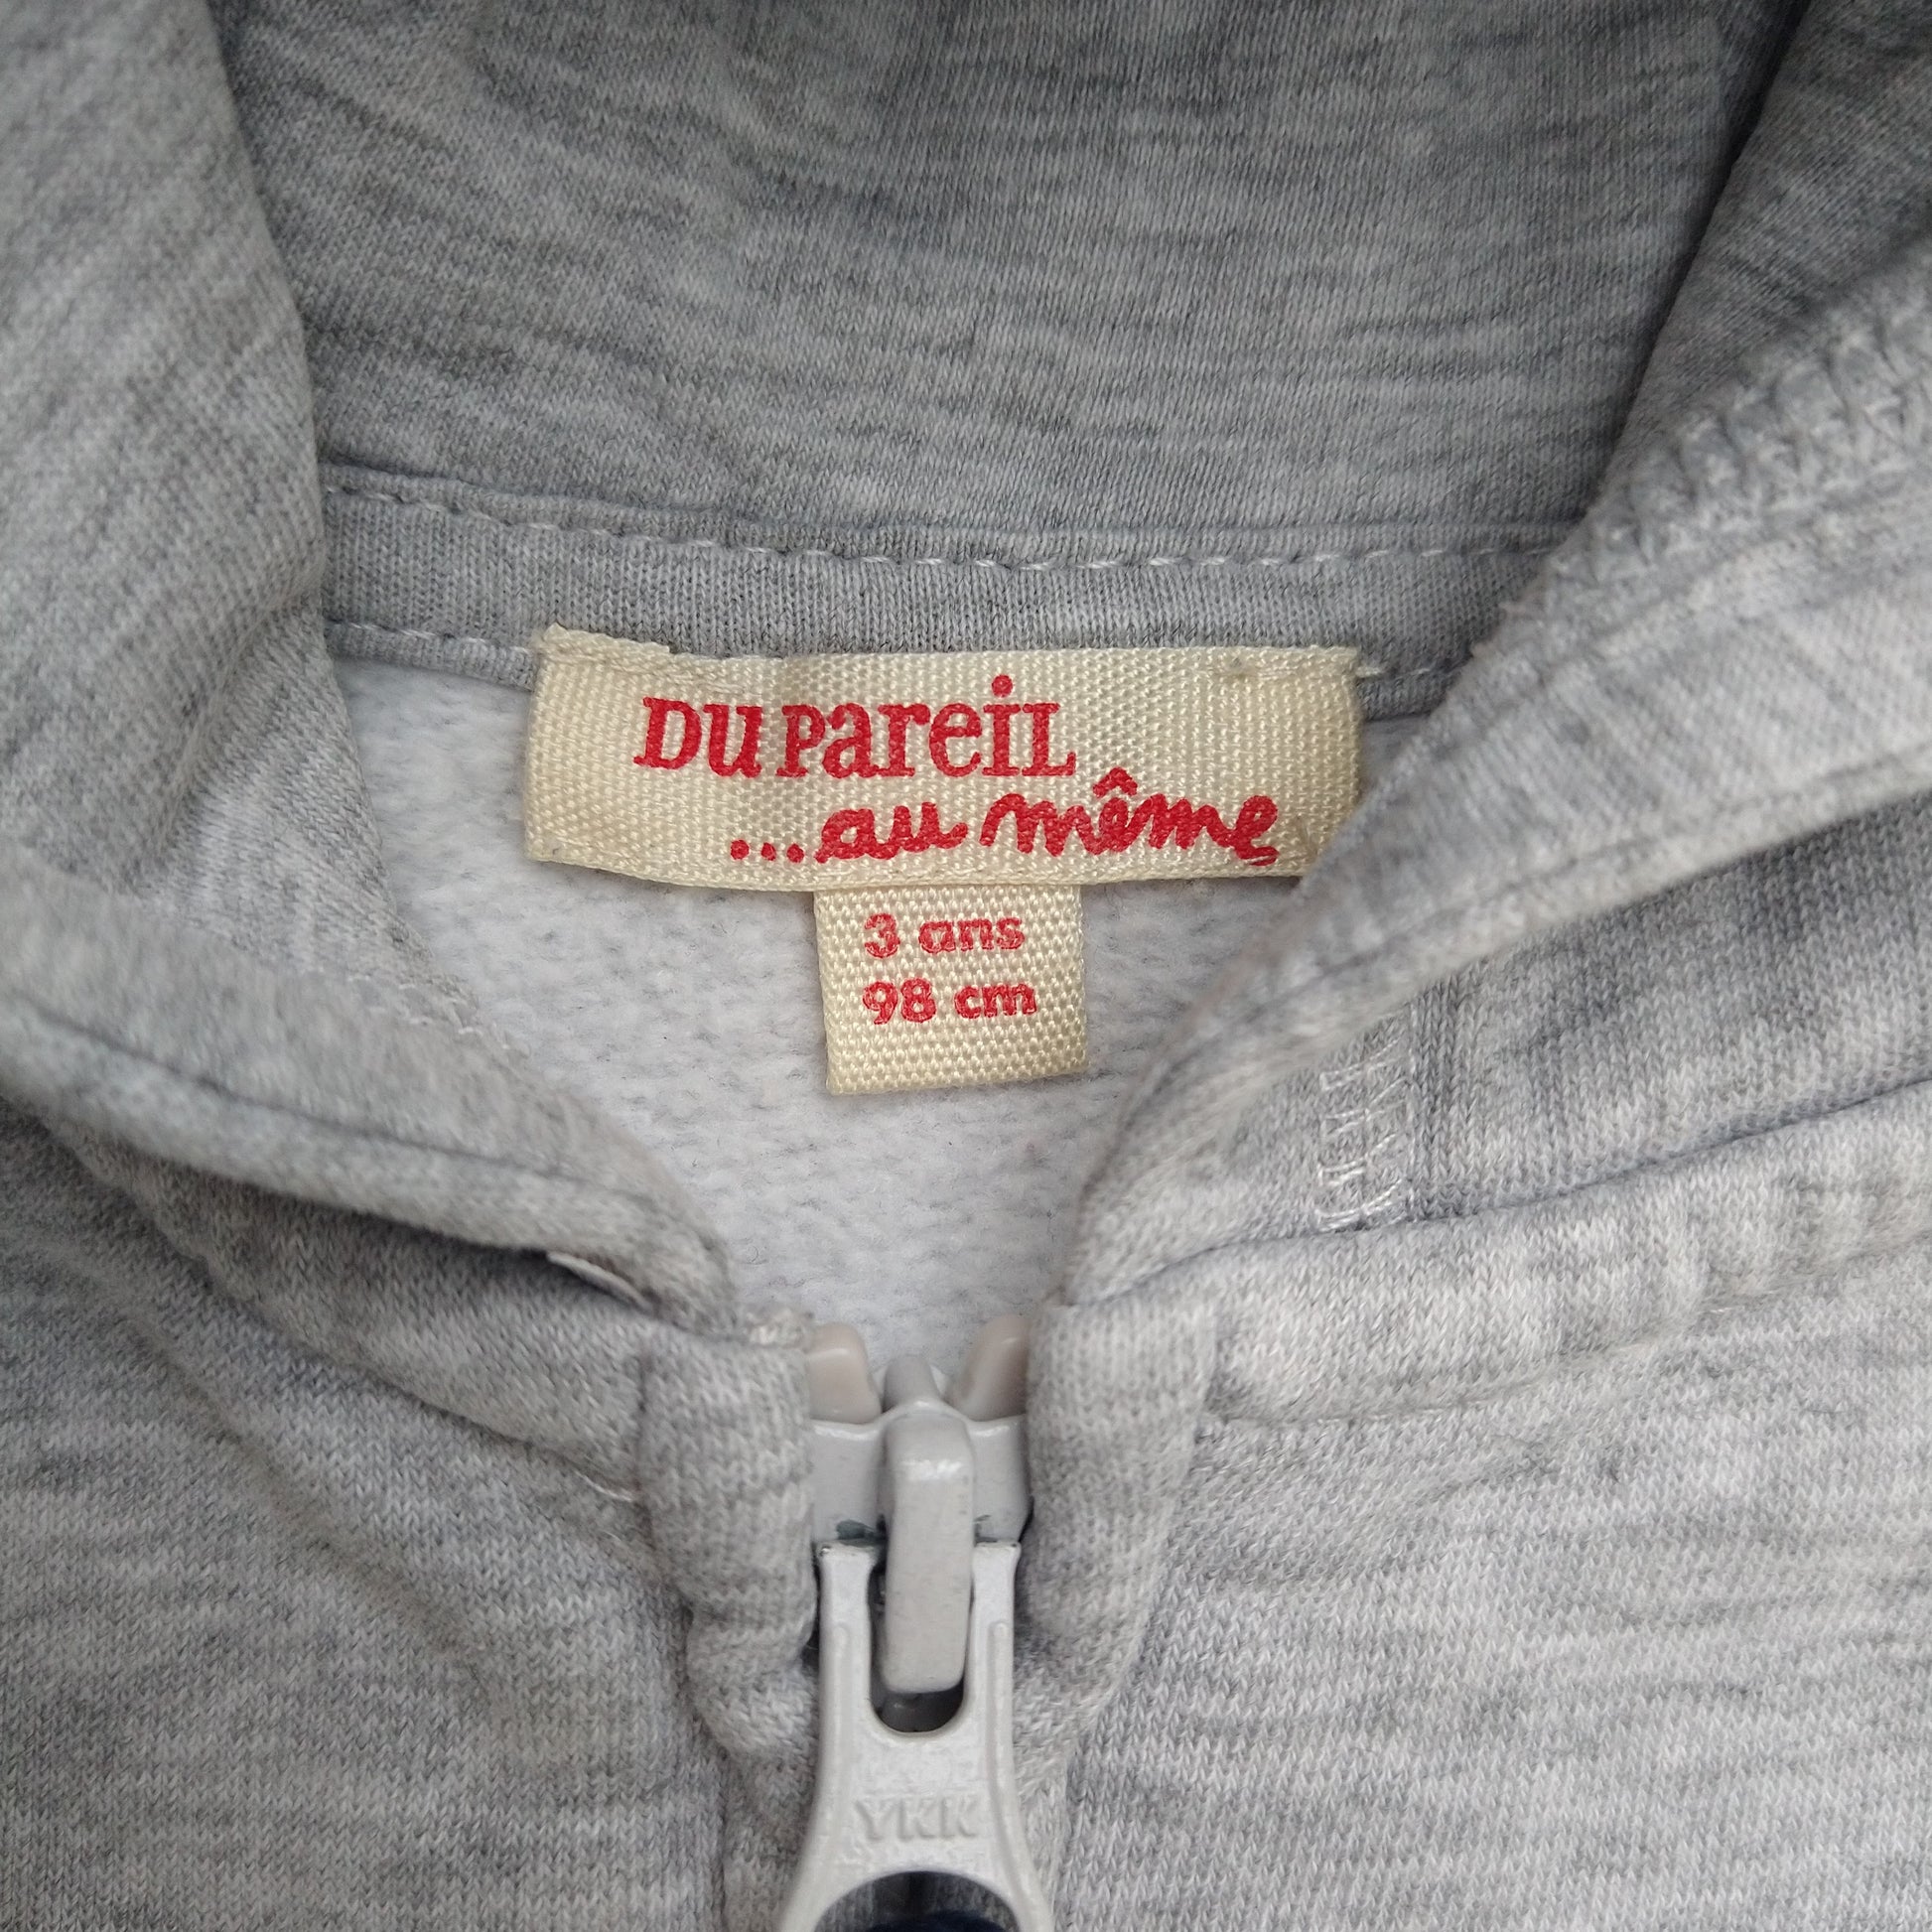 DU PareiL
...au même
3 ans
98 cm
YKK